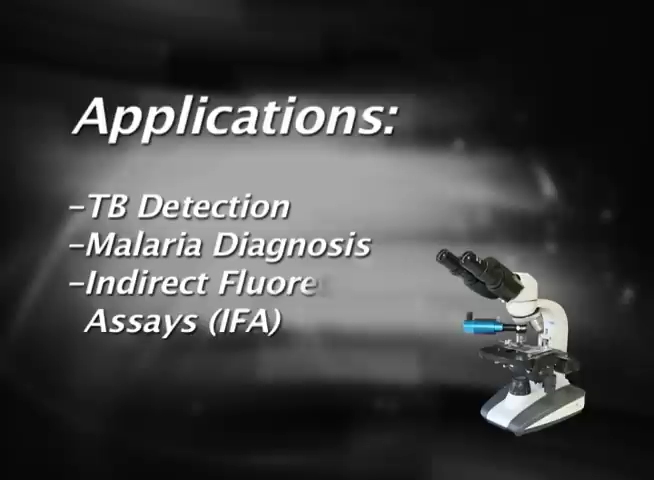 Applications:
-TB Detection
-Malaria Diagnosis
-Indirect Fluore
Assays (IFA)